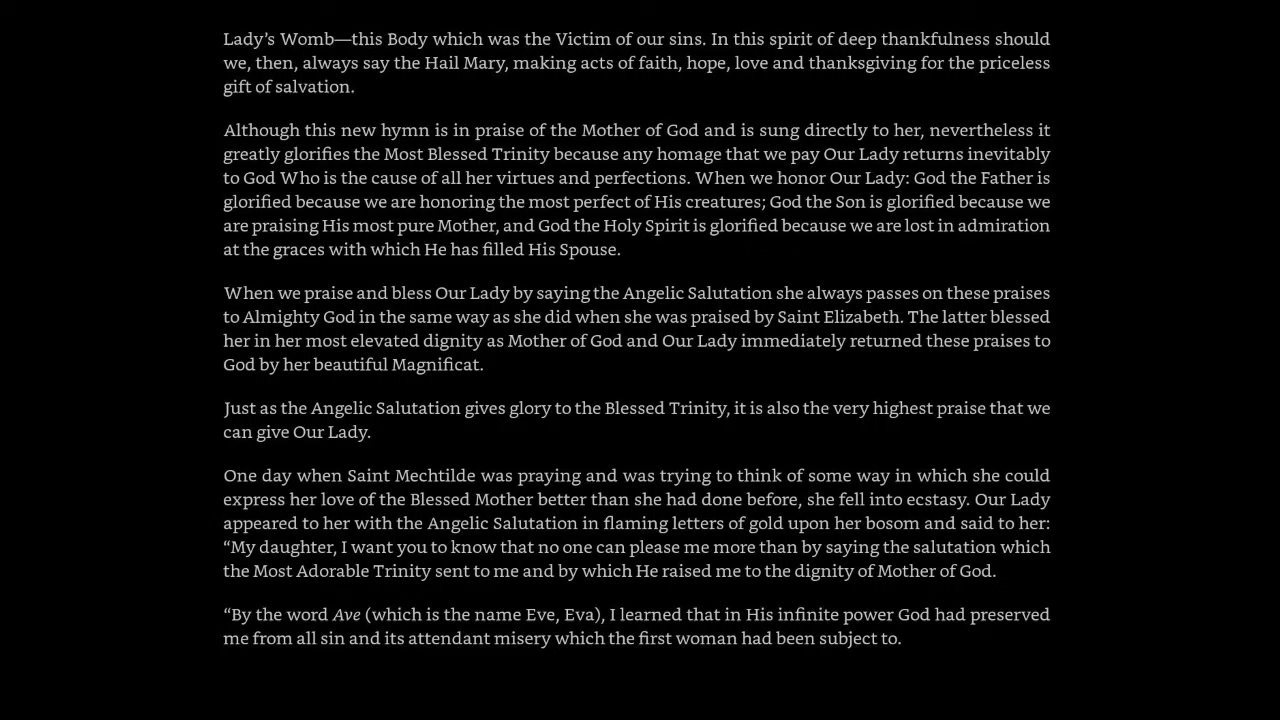 Lady’s Womb—this Body which was the Victim of our sins. In this spirit of deep thankfulness should
we, then, always say the Hail Mary, making acts of faith, hope, love and thanksgiving for the priceless
gift of salvation.
Although this new hymn is in praise of the Mother of God and is sung directly to her, nevertheless it
greatly glorifies the Most Blessed Trinity because any homage that we pay Our Lady returns inevitably
to God Who is the cause of all her virtues and perfections. When we honor Our Lady: God the Father is
glorified because we are honoring the most perfect of His creatures; God the Son is glorified because we
are praising His most pure Mother, and God the Holy Spirit is glorified because we are lost in admiration
at the graces with which He has filled His Spouse.
When we praise and bless Our Lady by saying the Angelic Salutation she always passes on these praises
to Almighty God in the same way as she did when she was praised by Saint Elizabeth. The latter blessed
her in her most elevated dignity as Mother of God and Our Lady immediately returned these praises to
God by her beautiful Magnificat.
Just as the Angelic Salutation gives glory to the Blessed Trinity, it is also the very highest praise that we
can give Our Lady.
One day when Saint Mechtilde was praying and was trying to think of some way in which she could
express her love of the Blessed Mother better than she had done before, she fell into ecstasy. Our Lady
appeared to her with the Angelic Salutation in flaming letters of gold upon her bosom and said to her:
“My daughter, I want you to know that no one can please me more than by saying the salutation which
the Most Adorable Trinity sent to me and by which He raised me to the dignity of Mother of God.
“By the word Ave (which is the name Eve, Eva), I learned that in His infinite power God had preserved
me from all sin and its attendant misery which the first woman had been subject to.